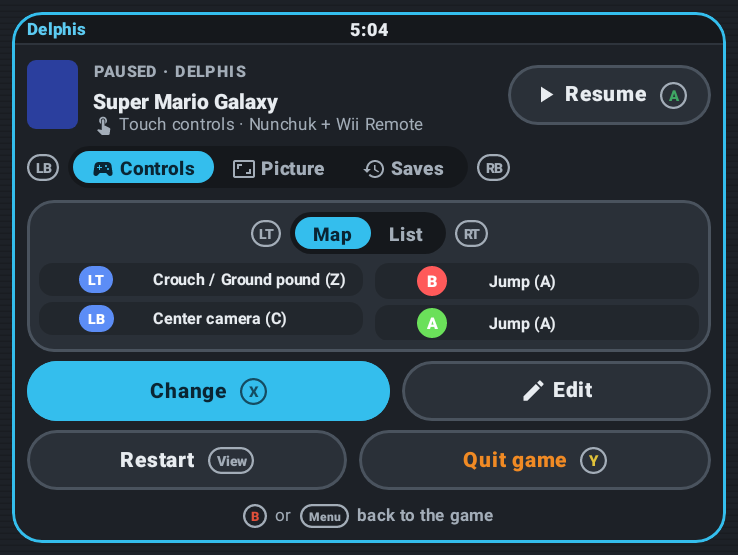 Delphis 5:04
PAUSED · DELPHIS
Super Mario Galaxy
Touch controls · Nunchuk + Wii Remote
Resume A
LB Controls Picture Saves RB
LT Map List RT
LT Crouch / Ground pound (Z)
B Jump (A)
LB Center camera (C)
A Jump (A)
Change X
Edit
Restart View
Quit game Y
B or Menu back to the game